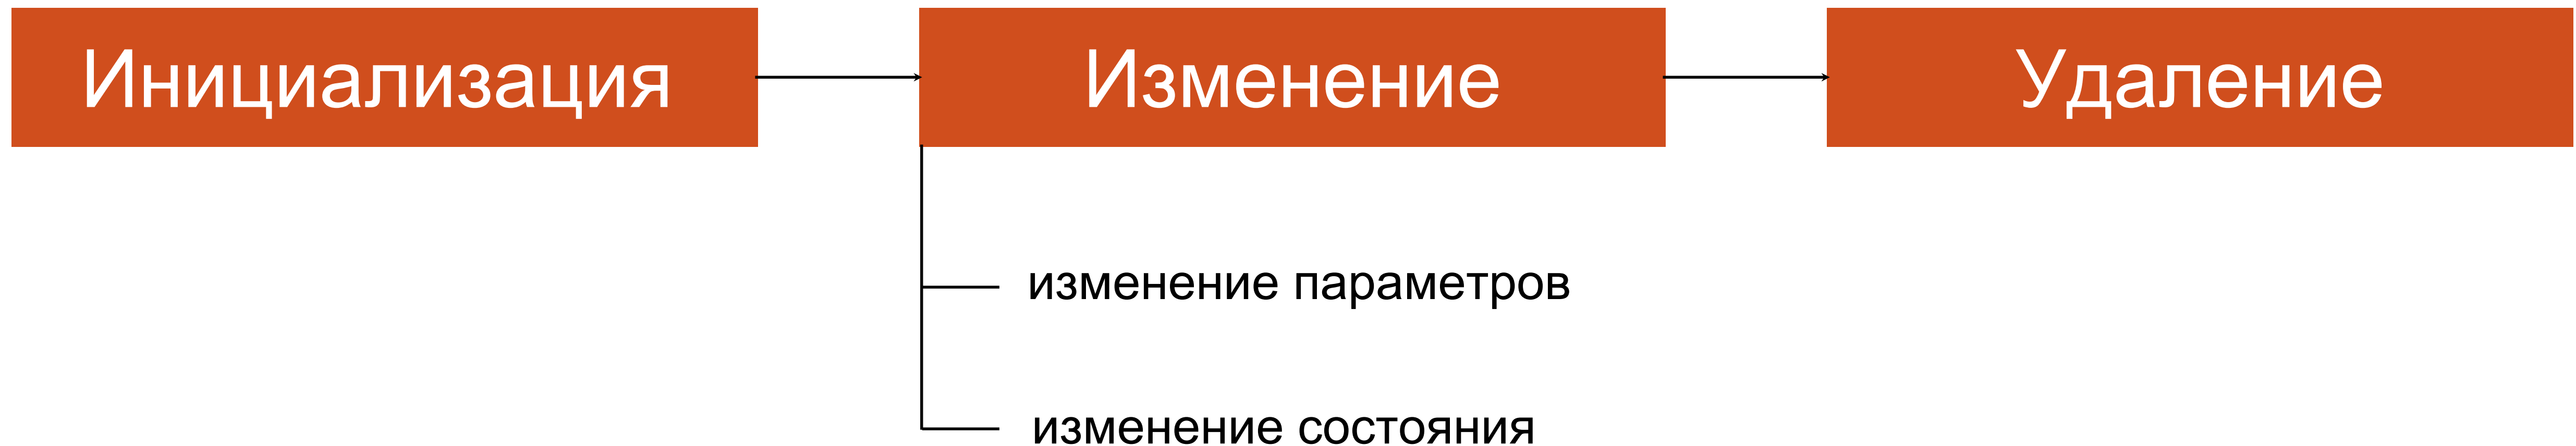 Инициализация
Изменение
Удаление
изменение параметров
изменение состояния